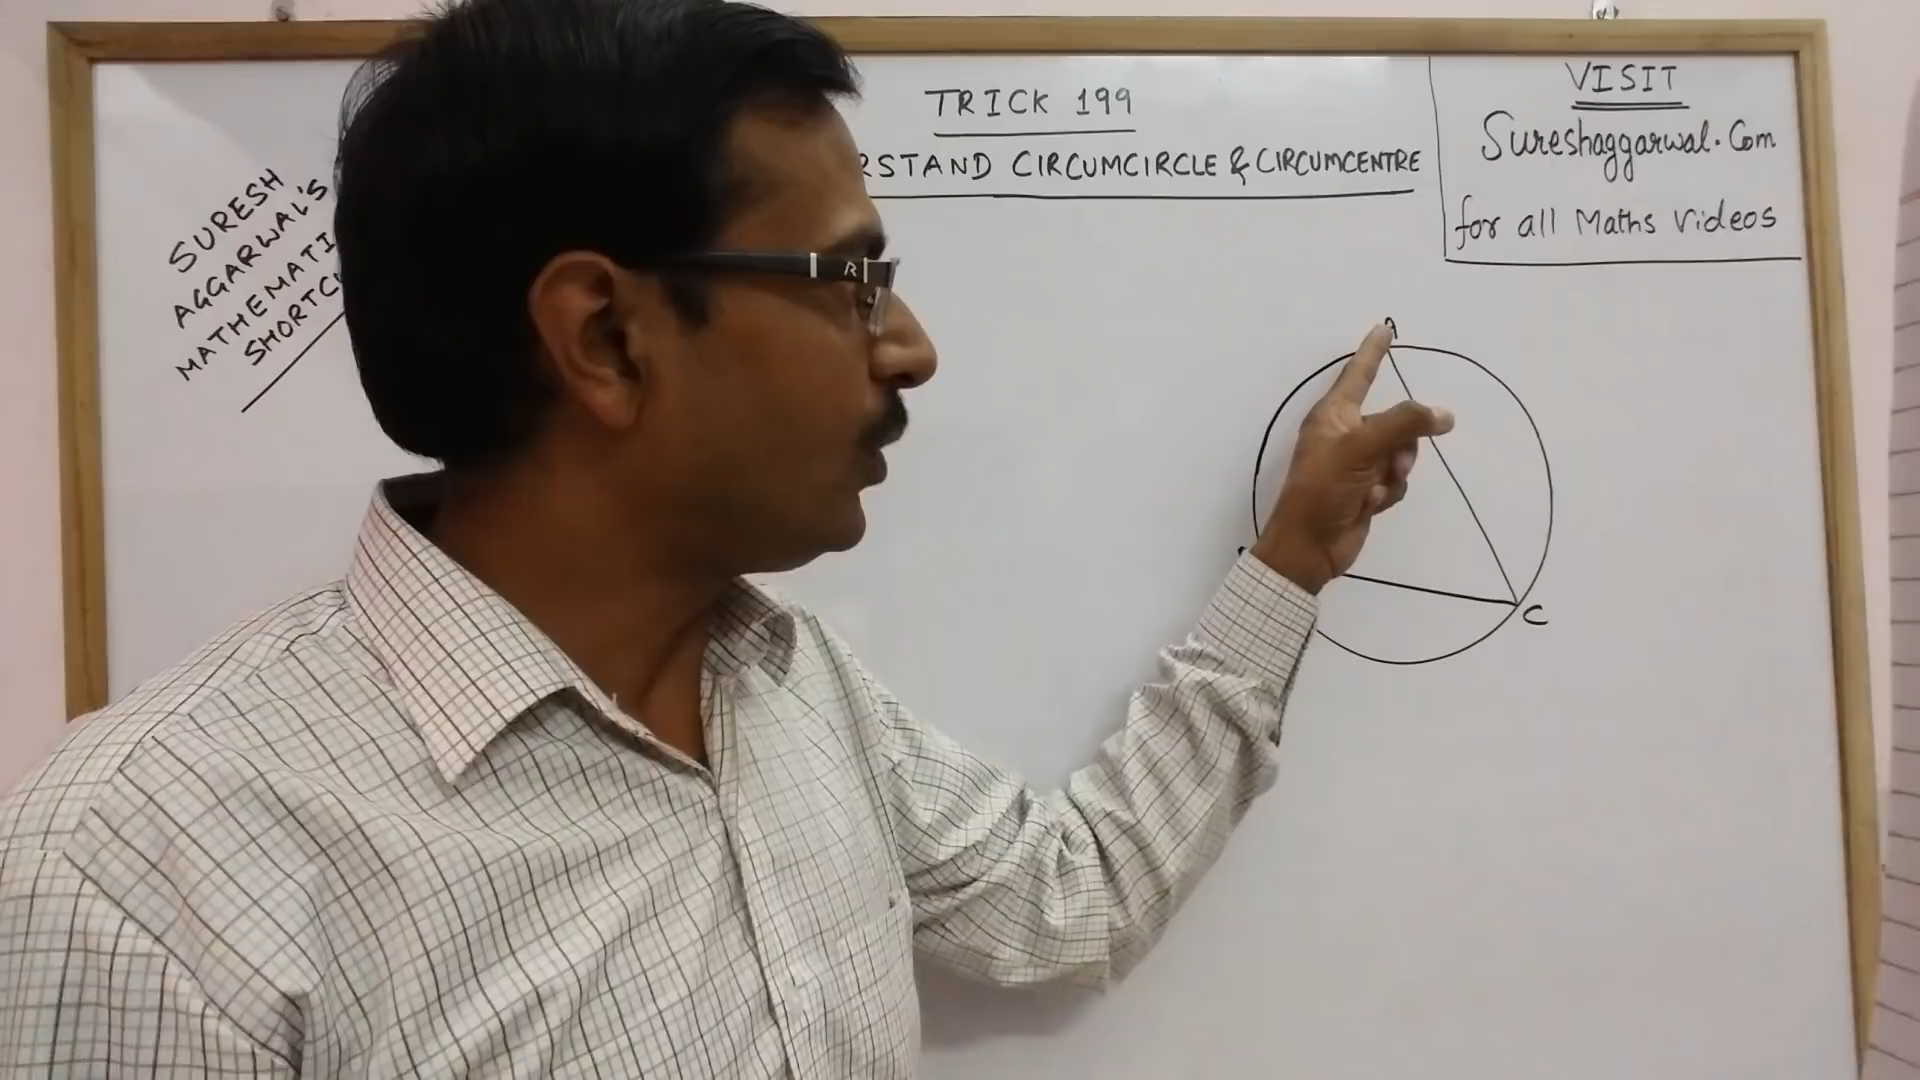 TRICK 199
RSTAND CIRCUMCIRCLE & CIRCUMCENTRE
VISIT
Sureshaggarwal.Com
for all Maths Videos
SURESH
AGGARWAL'S
MATHEMATI
SHORTC
A
C